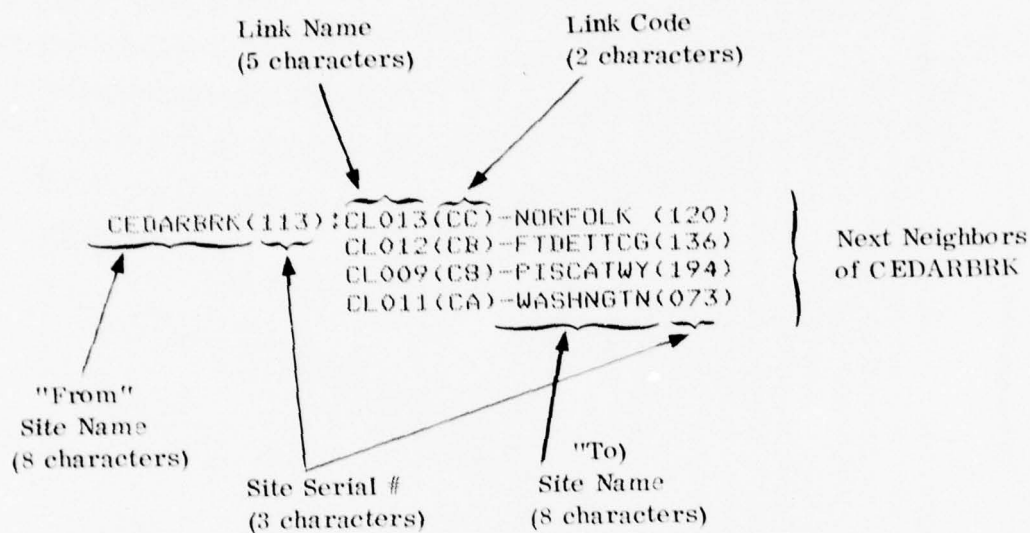 Link Name
(5 characters)
Link Code
(2 characters)
CEDARBRK(113):CL013(CC)-NORFOLK (120)
CL012(CB)-FTDETTCG(136)
CL009(C8)-PISCATWY(194)
CL011(CA)-WASHNGTN(073)
Next Neighbors
of CEDARBRK
"From"
Site Name
(8 characters)
Site Serial #
(3 characters)
"To)
Site Name
(8 characters)